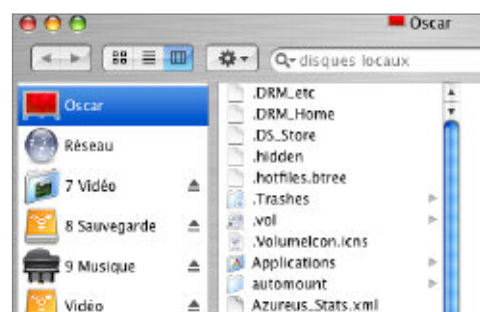 Oscar
disques locaux
Oscar
Réseau
7 Vidéo
8 Sauvegarde
9 Musique
Vidéo
.DRM_etc
.DRM_Home
.DS_Store
.hidden
.hotfiles.btree
.Trashes
.vol
.VolumeIcon.icns
Applications
automount
Azureus_Stats.xml